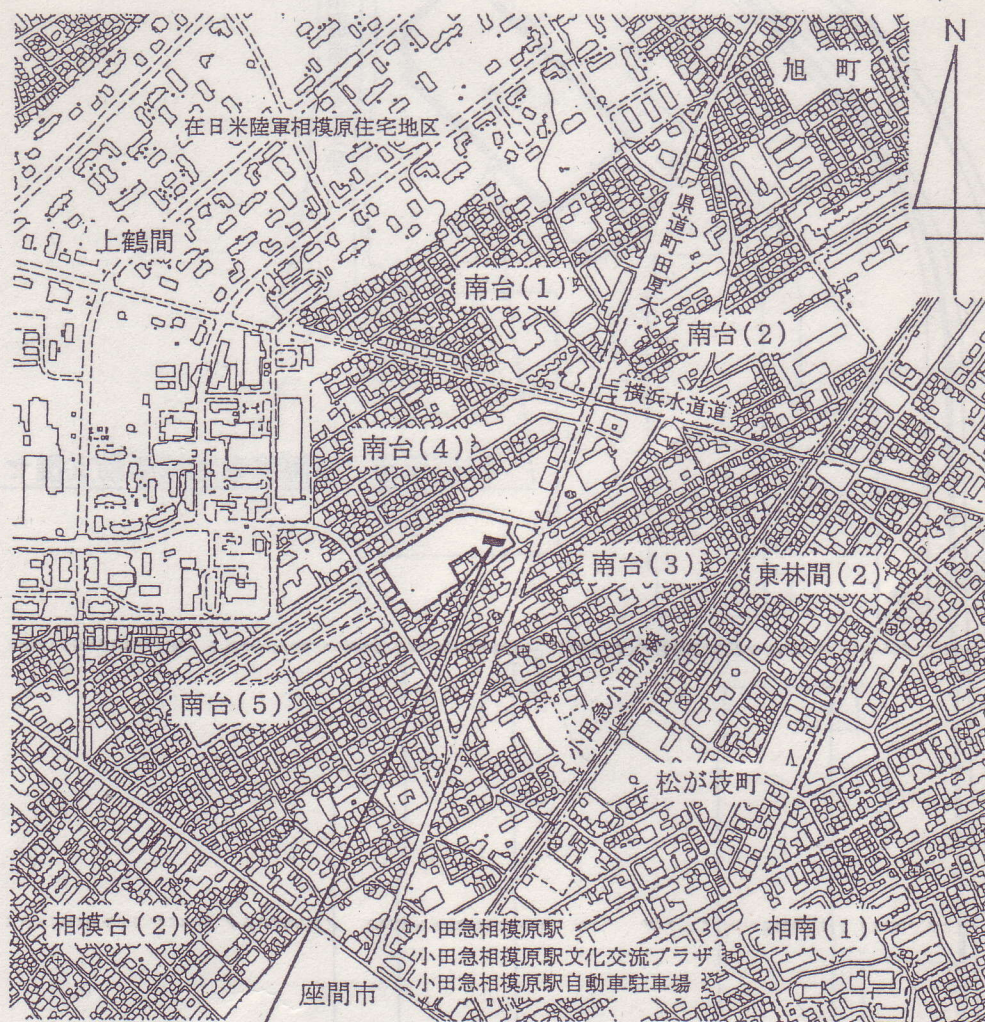 N
旭 町
在日米陸軍相模原住宅地区
上鶴間
県道町田厚木
南台(1)
南台(2)
横浜水道道
南台(4)
南台(3)
東林間(2)
小田急小田原線
南台(5)
松が枝町
相模台(2)
小田急相模原駅
相南(1)
小田急相模原駅文化交流プラザ
小田急相模原駅自動車駐車場
座間市